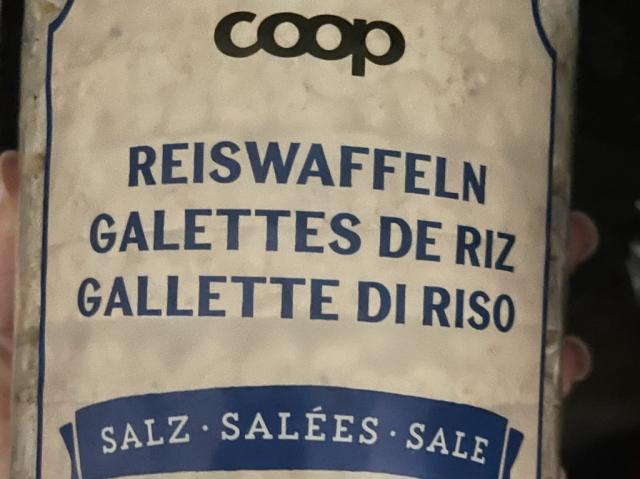 coop
REISWAFFELN
GALETTES DE RIZ
GALLETTE DI RISO
SALZ · SALÉES · SALE